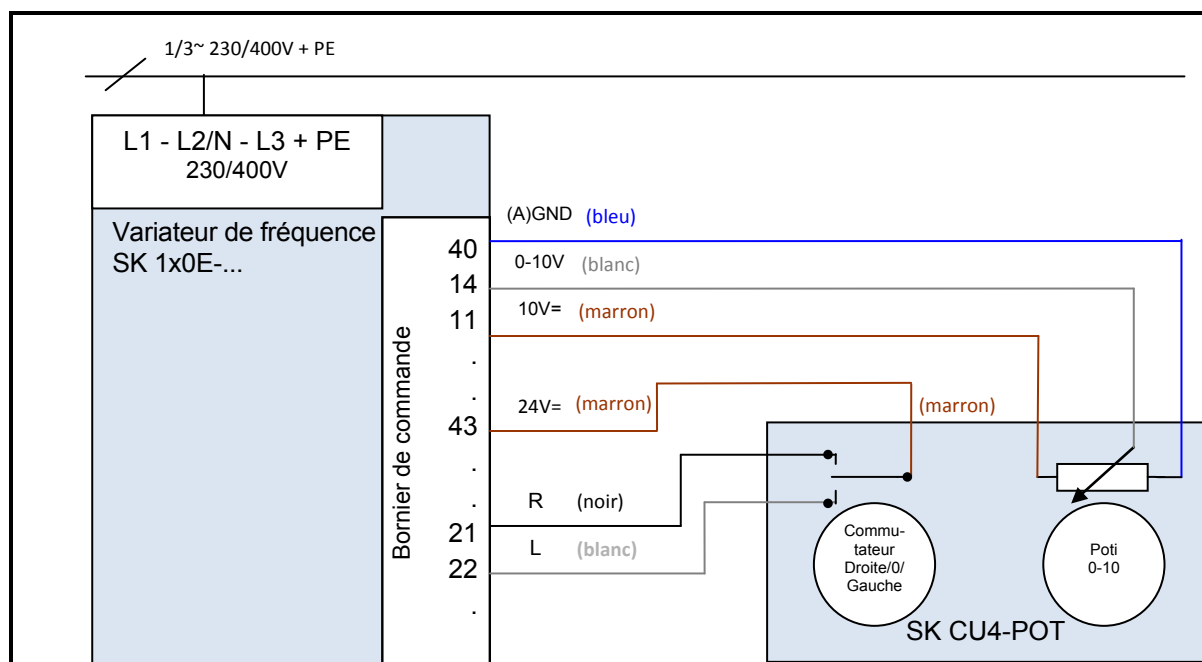 1/3~ 230/400V + PE
L1 - L2/N - L3 + PE
230/400V
Variateur de fréquence
SK 1x0E-...
Bornier de commande
40
14
11
.
.
43
.
.
21
22
.
(A)GND (bleu)
0-10V (blanc)
10V= (marron)
24V= (marron)
(marron)
R (noir)
L (blanc)
Commu-
tateur
Droite/0/
Gauche
Poti
0-10
SK CU4-POT